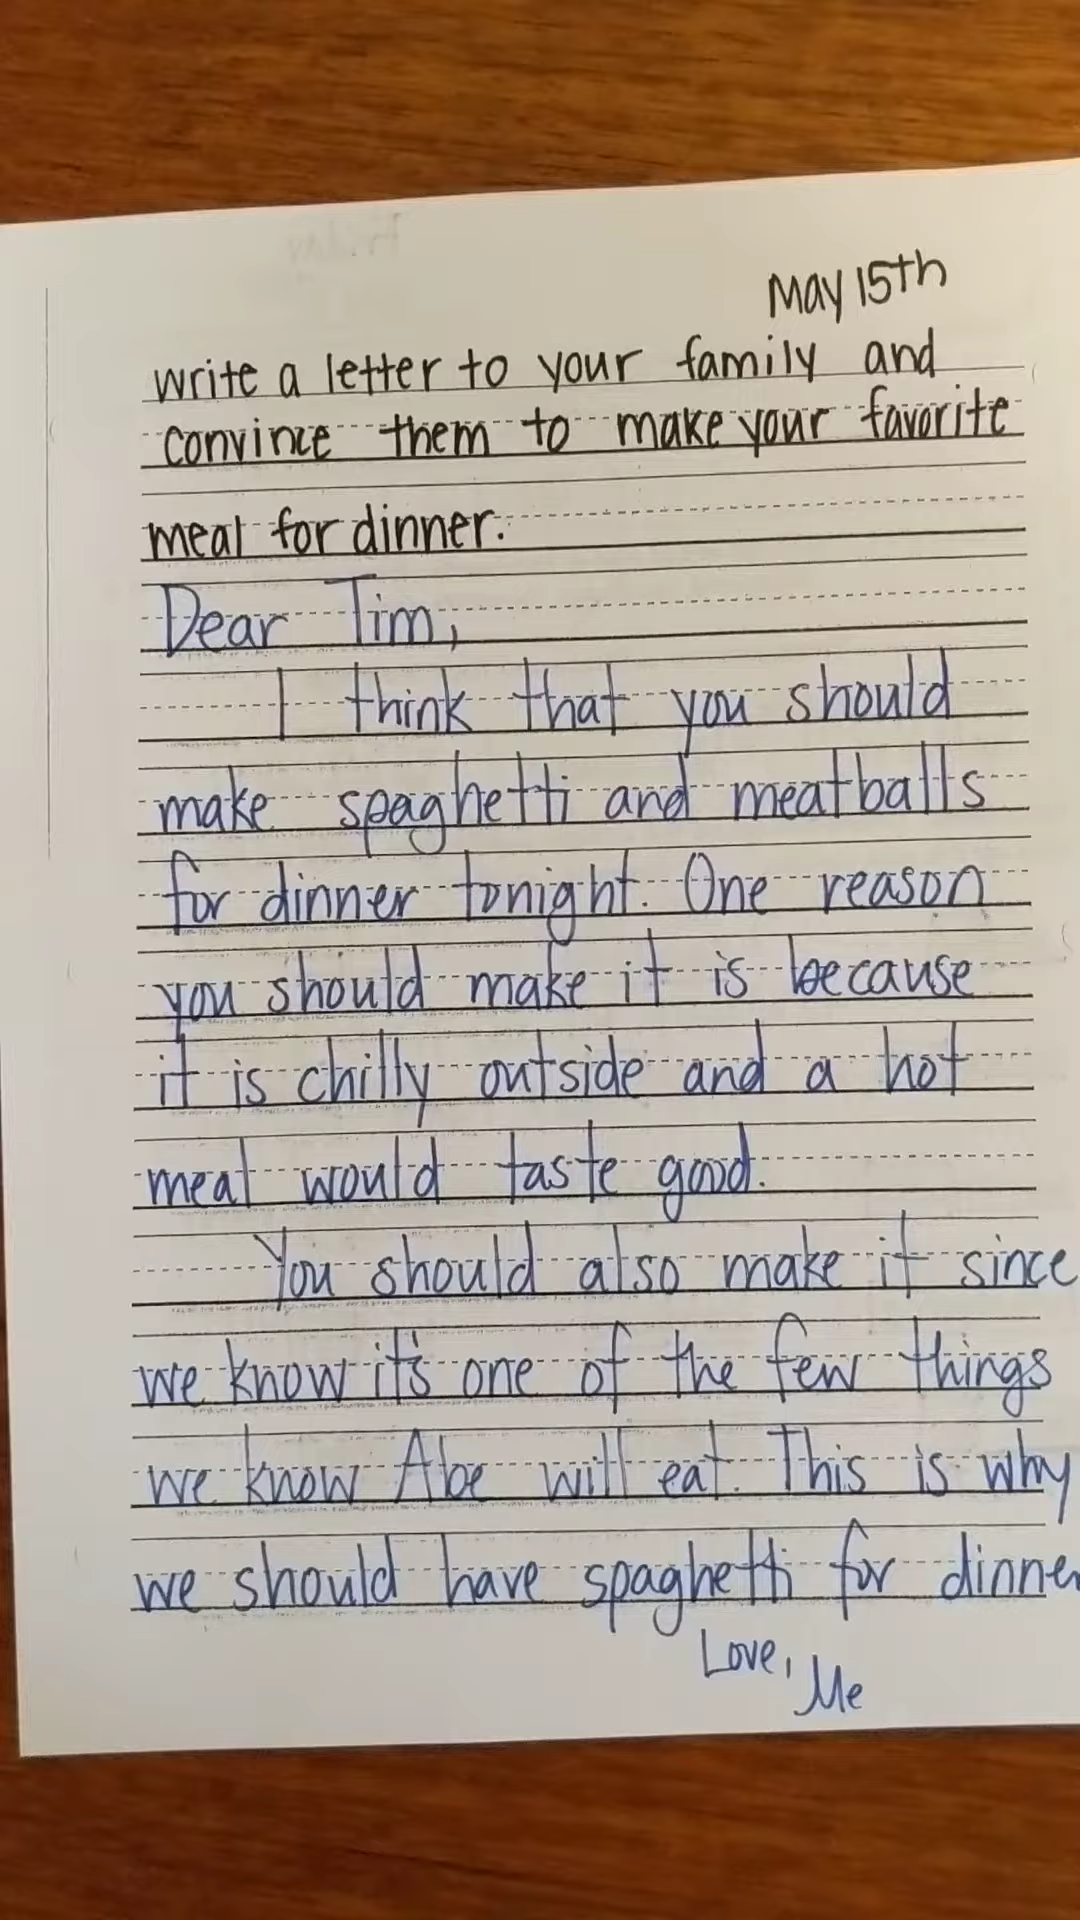 May 15th
write a letter to your family and
convince them to make your favorite
meal for dinner.
Dear Tim,
I think that you should
make spaghetti and meatballs
for dinner tonight. One reason
you should make it is because
it is chilly outside and a hot
meal would taste good.
You should also make it since
we know it's one of the few things
we know Abe will eat. This is why
we should have spaghetti for dinner
Love,
Me